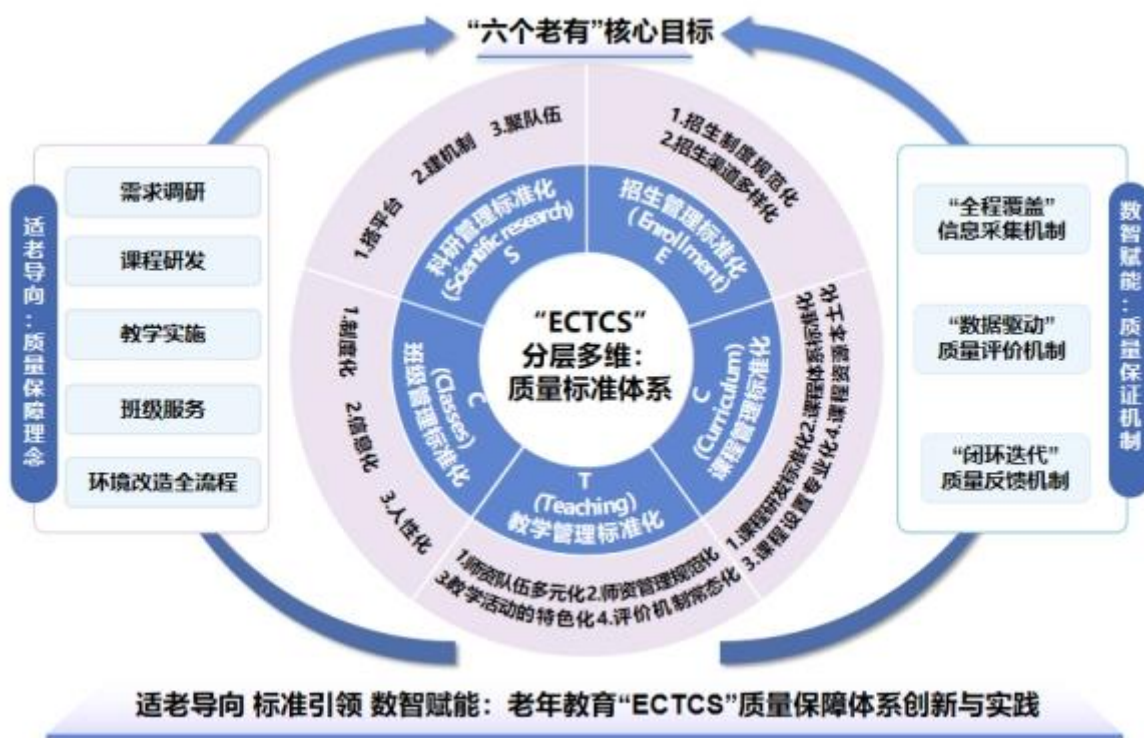 “六个老有”核心目标
适老导向：质量保障理念
需求调研
课程研发
教学实施
班级服务
环境改造全流程
1.搭平台 2.建机制 3.聚队伍
科研管理标准化
(Scientific research)
S
1.招生制度规范化
2.招生渠道多样化
招生管理标准化
(Enrollment)
E
“ECTCS”
分层多维：
质量标准体系
1.制度化 2.信息化 3.人性化
班级管理标准化
(Classes)
C
C
(Curriculum)
课程管理标准化
1.课程研发标准化2.课程体系标准化
3.课程设置专业化4.课程资源本土化
T
(Teaching)
教学管理标准化
1.师资队伍多元化2.师资管理规范化
3.教学活动的特色化4.评价机制常态化
“全程覆盖”
信息采集机制
“数据驱动”
质量评价机制
“闭环迭代”
质量反馈机制
数智赋能：质量保证机制
适老导向 标准引领 数智赋能：老年教育“ECTCS”质量保障体系创新与实践